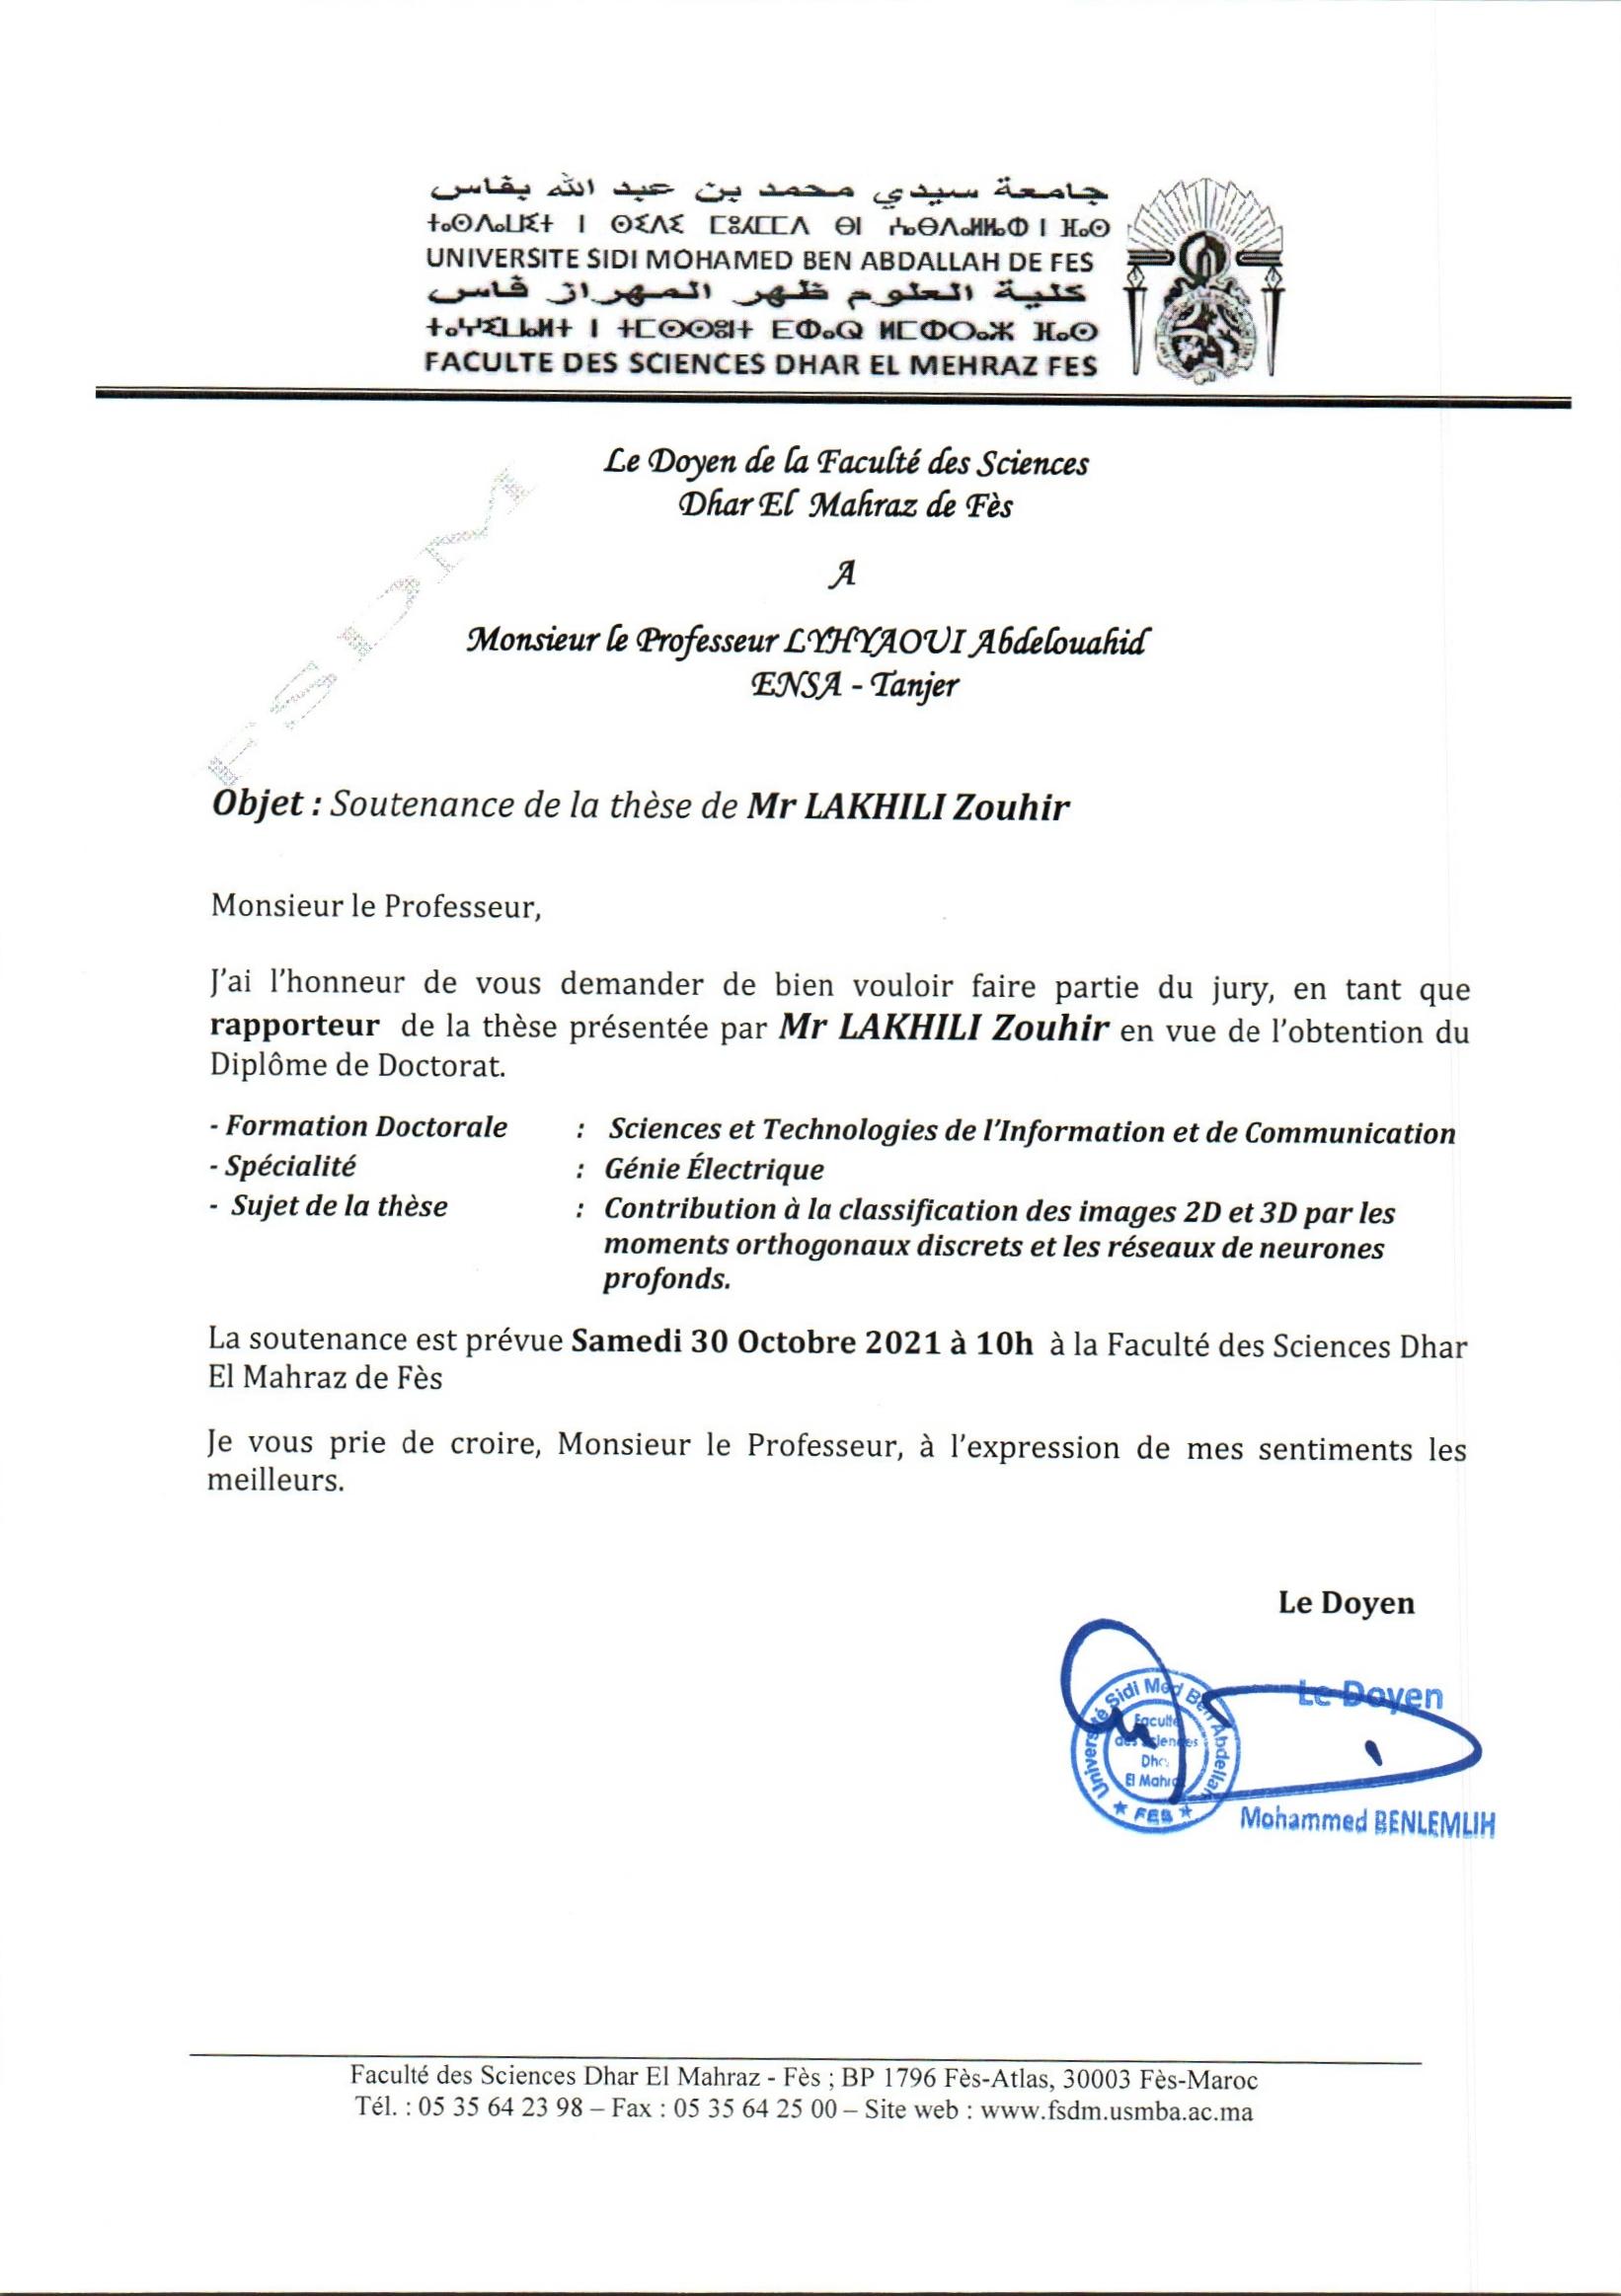 جامعة سيدي محمد بن عبد الله بفاس
ⵜⴰⵙⴷⴰⵡⵉⵜ ⵏ ⵙⵉⴷⵉ ⵎⵓⵃⵎⵎⴷ ⴱⵏ ⵄⴰⴱⴷⴰⵍⵍⴰⵀ ⵏ ⴼⴰⵙ
UNIVERSITE SIDI MOHAMED BEN ABDALLAH DE FES
كلية العلوم ظهر المهراز فاس
FACULTE DES SCIENCES DHAR EL MEHRAZ FES
Le Doyen de la Faculté des Sciences
Dhar El Mahraz de Fès
A
Monsieur le Professeur LYHYAOUI Abdelouahid
ENSA - Tanjer
FSDM
Objet : Soutenance de la thèse de Mr LAKHILI Zouhir
Monsieur le Professeur,
J'ai l'honneur de vous demander de bien vouloir faire partie du jury, en tant que
rapporteur de la thèse présentée par Mr LAKHILI Zouhir en vue de l'obtention du
Diplôme de Doctorat.
- Formation Doctorale : Sciences et Technologies de l'Information et de Communication
- Spécialité : Génie Électrique
- Sujet de la thèse : Contribution à la classification des images 2D et 3D par les
moments orthogonaux discrets et les réseaux de neurones
profonds.
La soutenance est prévue Samedi 30 Octobre 2021 à 10h à la Faculté des Sciences Dhar
El Mahraz de Fès
Je vous prie de croire, Monsieur le Professeur, à l'expression de mes sentiments les
meilleurs.
Le Doyen
Le Doyen
Université Sidi Med Ben Abdellah
Faculté
des Sciences
El Mahraz
★ FES ★
Mohammed BENLEMLIH
Faculté des Sciences Dhar El Mahraz - Fès ; BP 1796 Fès-Atlas, 30003 Fès-Maroc
Tél. : 05 35 64 23 98 – Fax : 05 35 64 25 00 – Site web : www.fsdm.usmba.ac.ma